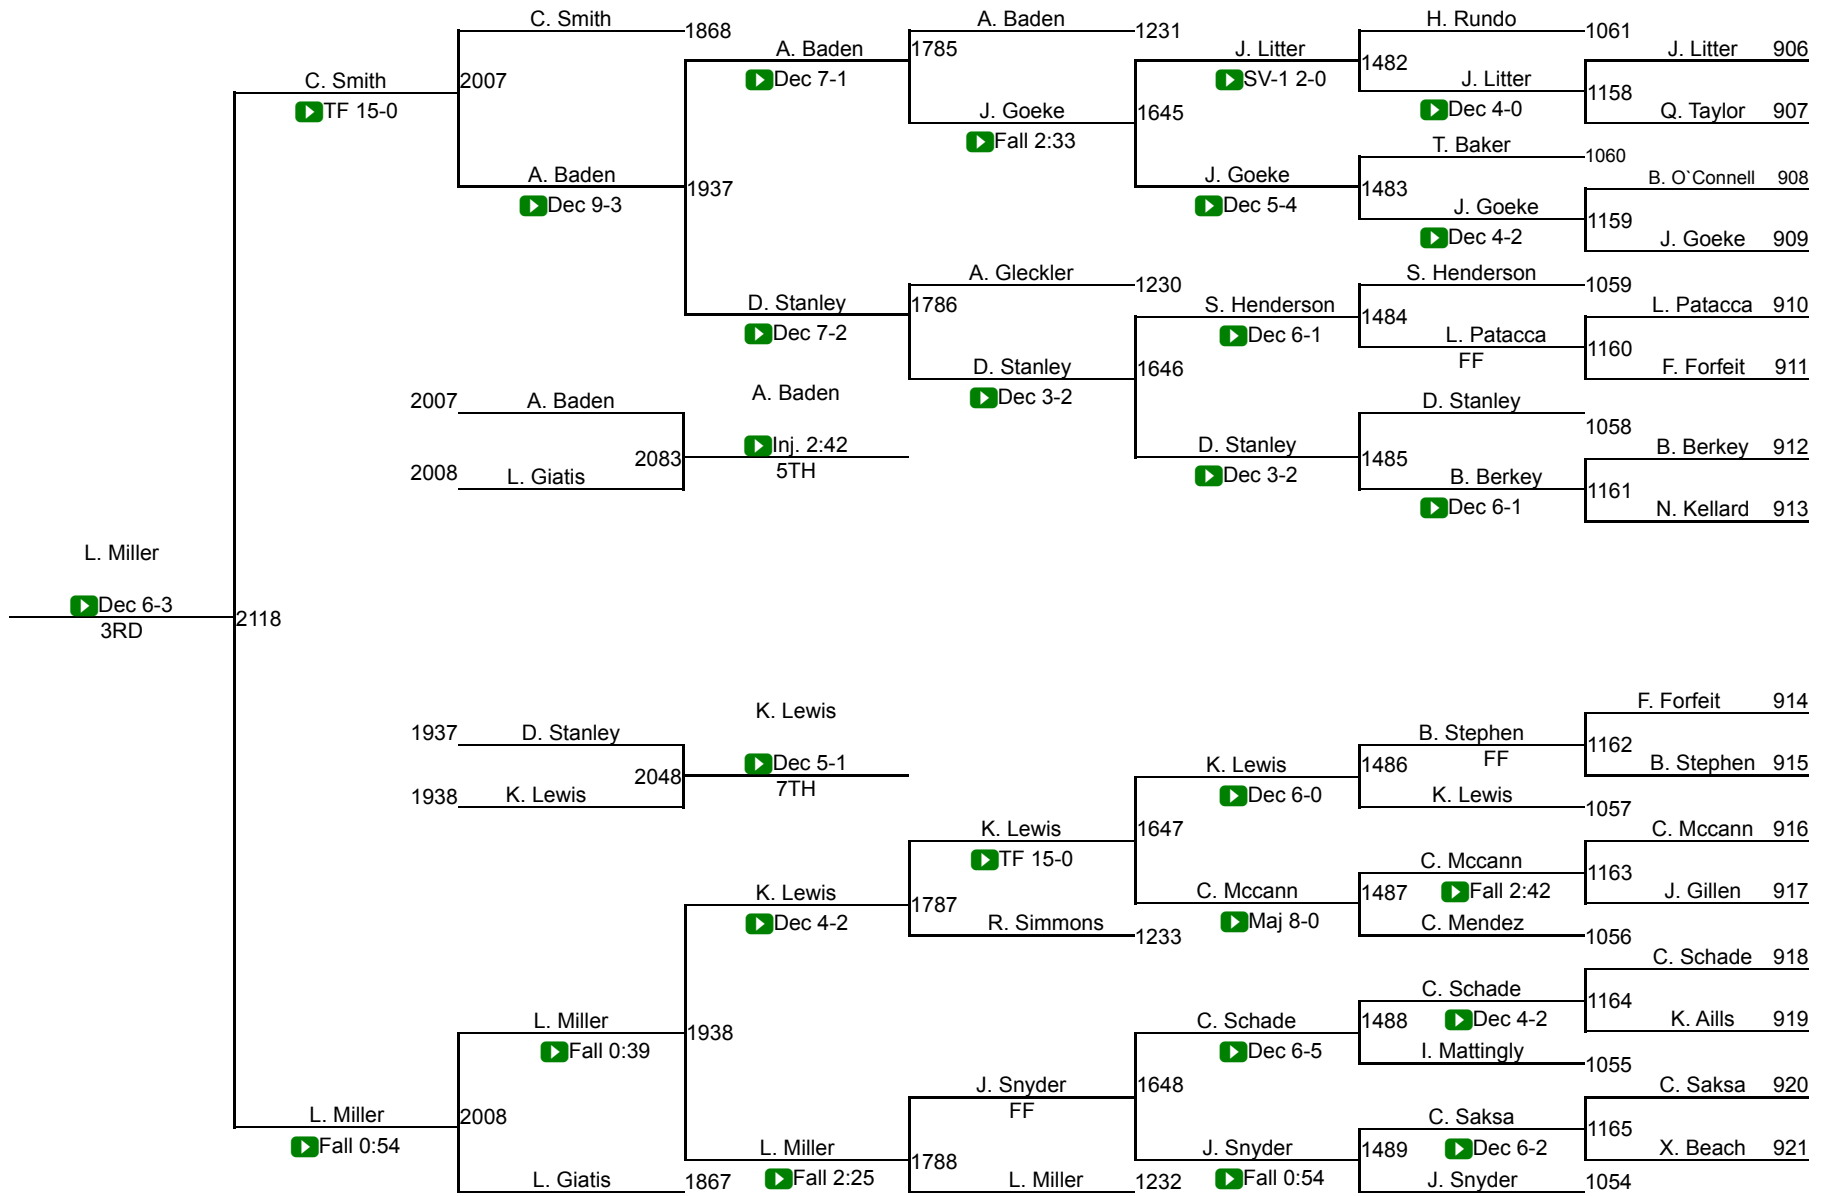 C. Smith
A. Baden
H. Rundo
1868
1231
1061
A. Baden
1785
J. Litter
1482
J. Litter 906
C. Smith
2007
Dec 7-1
SV-1 2-0
J. Litter
1158
TF 15-0
J. Goeke
1645
Dec 4-0
Q. Taylor 907
Fall 2:33
T. Baker
1060
A. Baden
1937
J. Goeke
1483
B. O`Connell 908
Dec 9-3
Dec 5-4
J. Goeke
1159
Dec 4-2
J. Goeke 909
A. Gleckler
S. Henderson
1230
1059
D. Stanley
1786
S. Henderson
1484
L. Patacca 910
Dec 7-2
Dec 6-1
L. Patacca
1160
FF
D. Stanley
1646
F. Forfeit 911
A. Baden
Dec 3-2
2007
A. Baden
D. Stanley
1058
Inj. 2:42
D. Stanley
1485
B. Berkey 912
2083
5TH
2008
L. Giatis
Dec 3-2
B. Berkey
1161
Dec 6-1
N. Kellard 913
L. Miller
Dec 6-3
3RD
2118
F. Forfeit 914
K. Lewis
1937
D. Stanley
B. Stephen
1162
FF
Dec 5-1
2048
7TH
K. Lewis
1486
B. Stephen 915
1938
K. Lewis
Dec 6-0
K. Lewis
1057
K. Lewis
1647
C. Mccann 916
TF 15-0
C. Mccann
1163
K. Lewis
1787
C. Mccann
1487
Fall 2:42
J. Gillen 917
Dec 4-2
R. Simmons
1233
Maj 8-0
C. Mendez
1056
C. Schade 918
C. Schade
1164
L. Miller
1938
C. Schade
1488
Dec 4-2
K. Aills 919
Fall 0:39
Dec 6-5
I. Mattingly
1055
J. Snyder
1648
C. Saksa 920
FF
L. Miller
2008
C. Saksa
1165
Fall 0:54
L. Miller
1788
J. Snyder
1489
Dec 6-2
X. Beach 921
L. Giatis
1867
Fall 2:25
L. Miller
1232
Fall 0:54
J. Snyder
1054